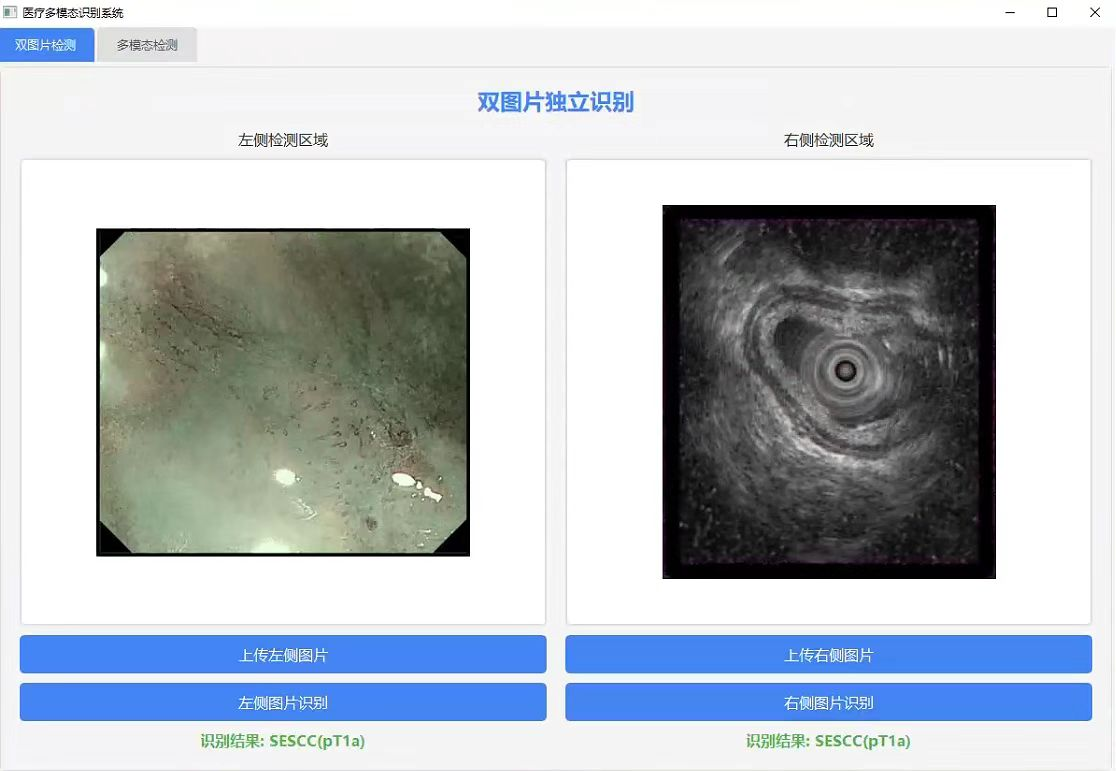 医疗多模态识别系统
双图片检测 多模态检测
双图片独立识别
左侧检测区域 右侧检测区域
上传左侧图片 上传右侧图片
左侧图片识别 右侧图片识别
识别结果: SESCC(pT1a) 识别结果: SESCC(pT1a)